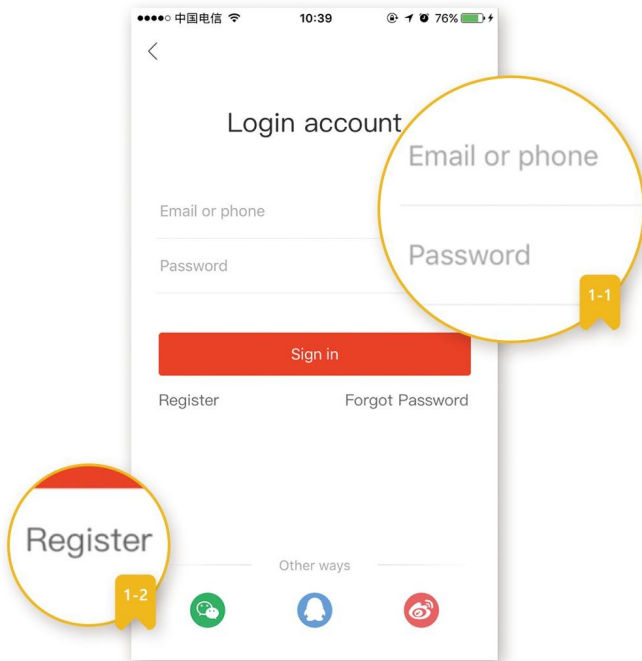 中国电信 10:39 76%
Login account
Email or phone
Email or phone
Password
Password
1-1
Sign in
Register Forgot Password
Register
1-2
Other ways